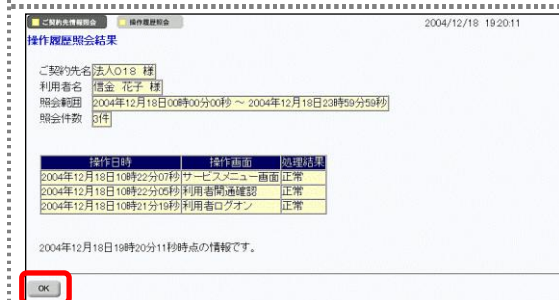 ご契約先情報照会 操作履歴照会 2004/12/18 19:20:11
操作履歴照会結果
ご契約先名 法人018 様
利用者名 信金 花子 様
照会範囲 2004年12月18日00時00分00秒 ~ 2004年12月18日23時59分59秒
照会件数 3件
操作日時 操作画面 処理結果
2004年12月18日10時22分07秒 サービスメニュー画面 正常
2004年12月18日10時22分05秒 利用者開通確認 正常
2004年12月18日10時21分19秒 利用者ログオン 正常
2004年12月18日19時20分11秒時点の情報です。
OK